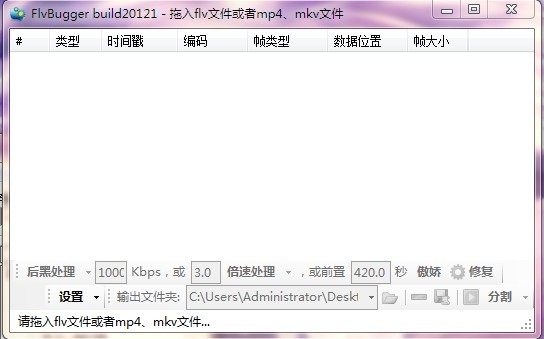 FlvBugger build20121 - 拖入flv文件或者mp4、mkv文件
# 类型 时间戳 编码 帧类型 数据位置 帧大小
后黑处理 1000 Kbps，或 3.0 倍速处理 ，或前置 420.0 秒 傲娇 修复
设置 输出文件夹: C:\Users\Administrator\Deskt 分割
请拖入flv文件或者mp4、mkv文件...